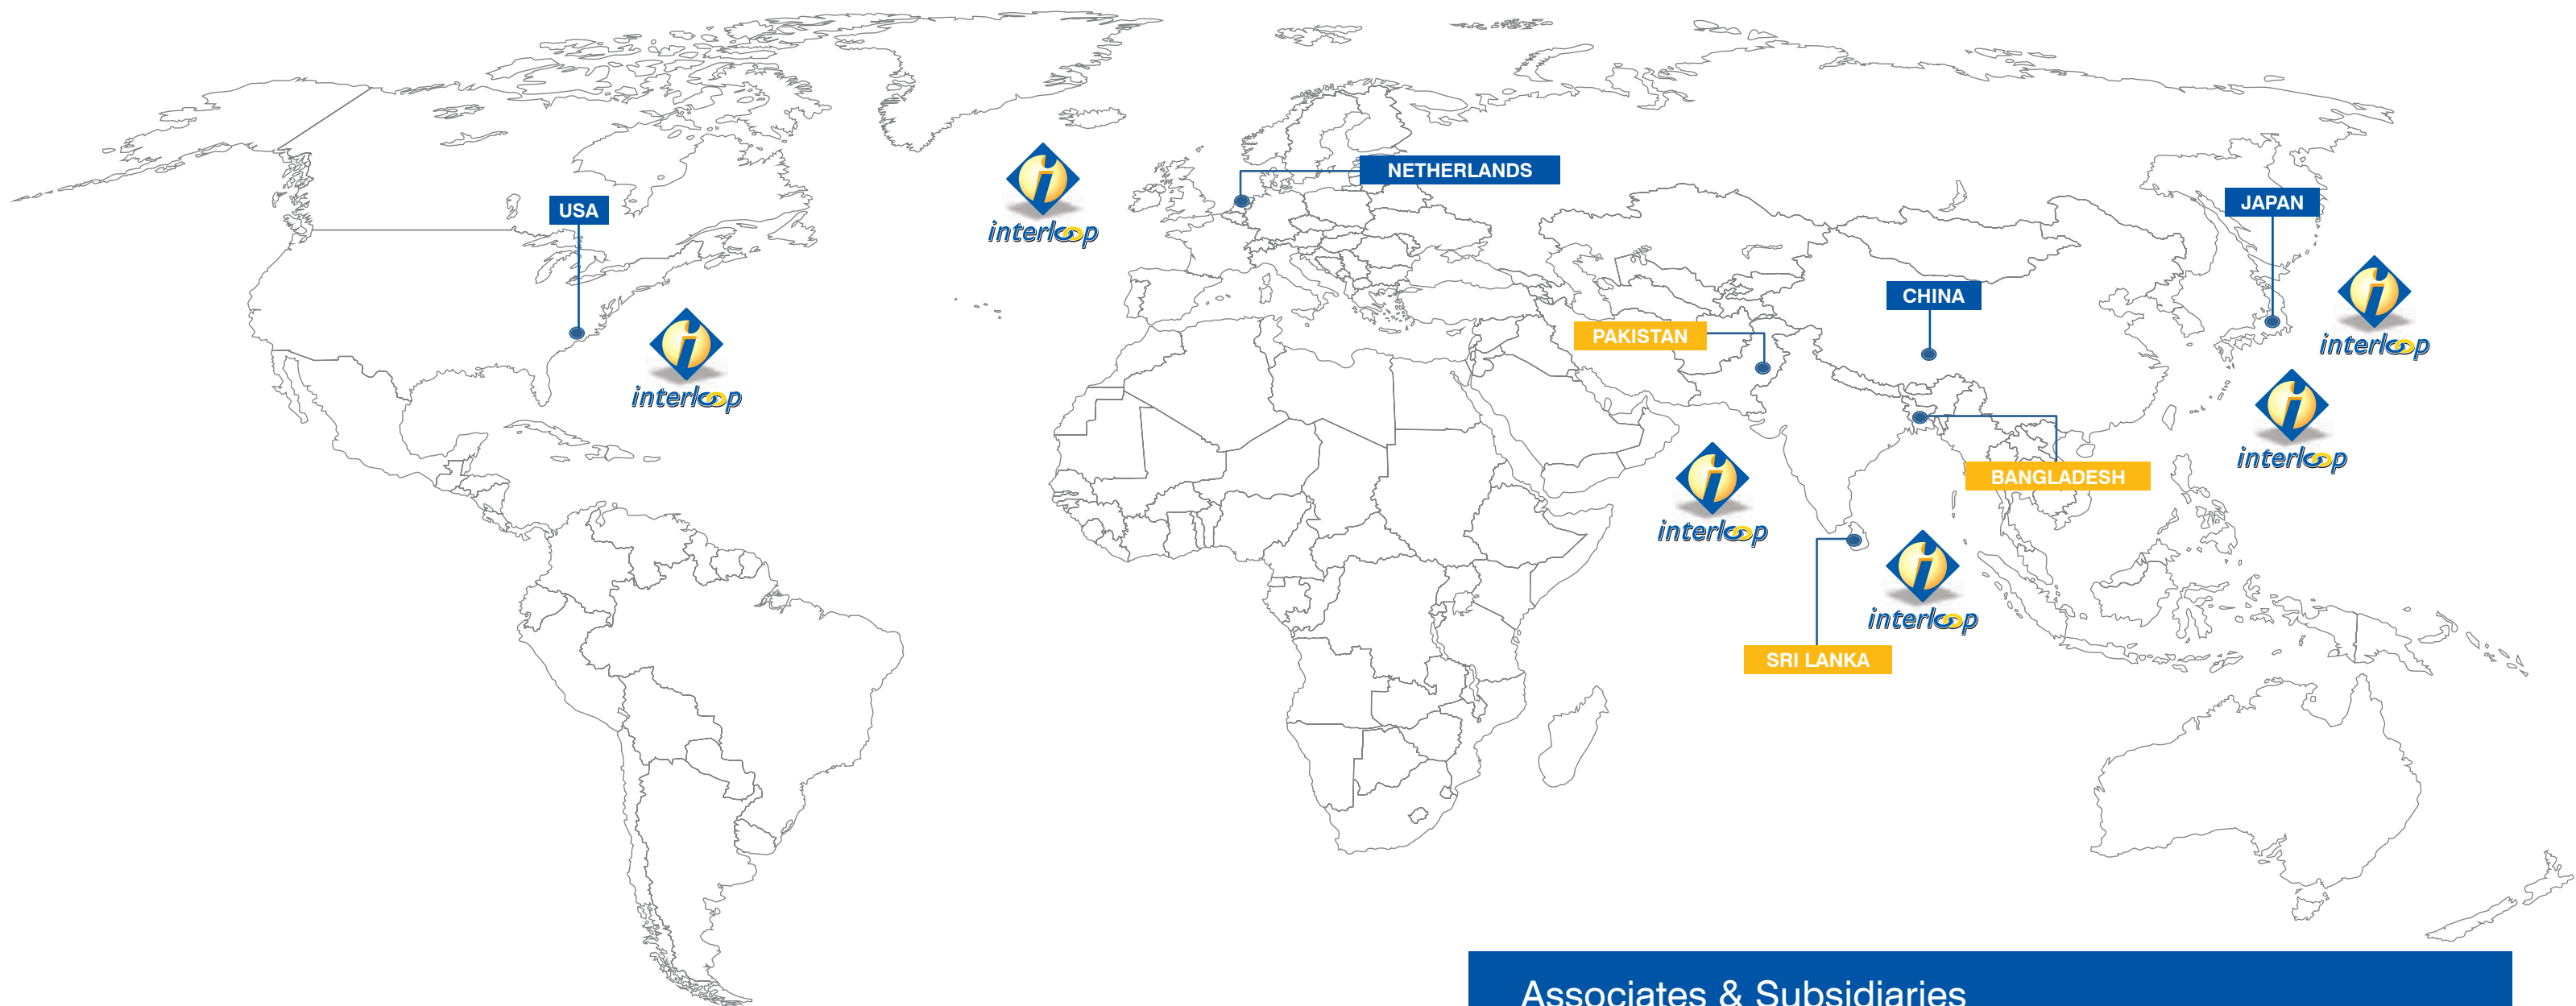 NETHERLANDS
interloop
USA
JAPAN
interloop
CHINA
PAKISTAN
interloop
interloop
BANGLADESH
interloop
interloop
SRI LANKA
Associates & Subsidiaries